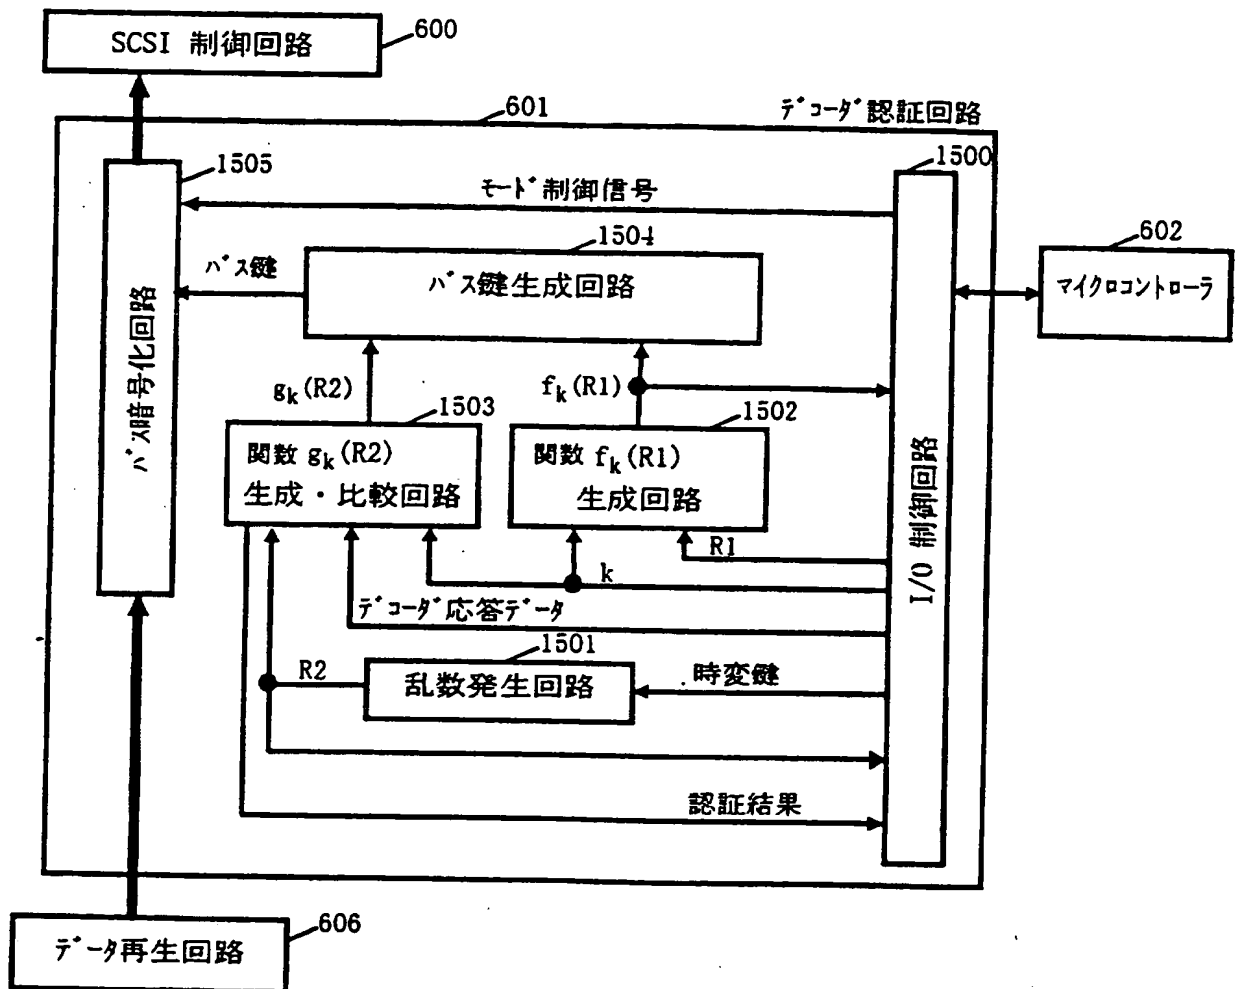 SCSI 制御回路
600
601
デコーダ認証回路
1505
1500
モード制御信号
1504
602
バス鍵
バス鍵生成回路
マイクロコントローラ
バス暗号化回路
gk(R2)
fk(R1)
1503
1502
関数 gk(R2)
生成・比較回路
関数 fk(R1)
生成回路
I/O 制御回路
R1
k
デコーダ応答データ
1501
R2
乱数発生回路
時変鍵
認証結果
606
データ再生回路